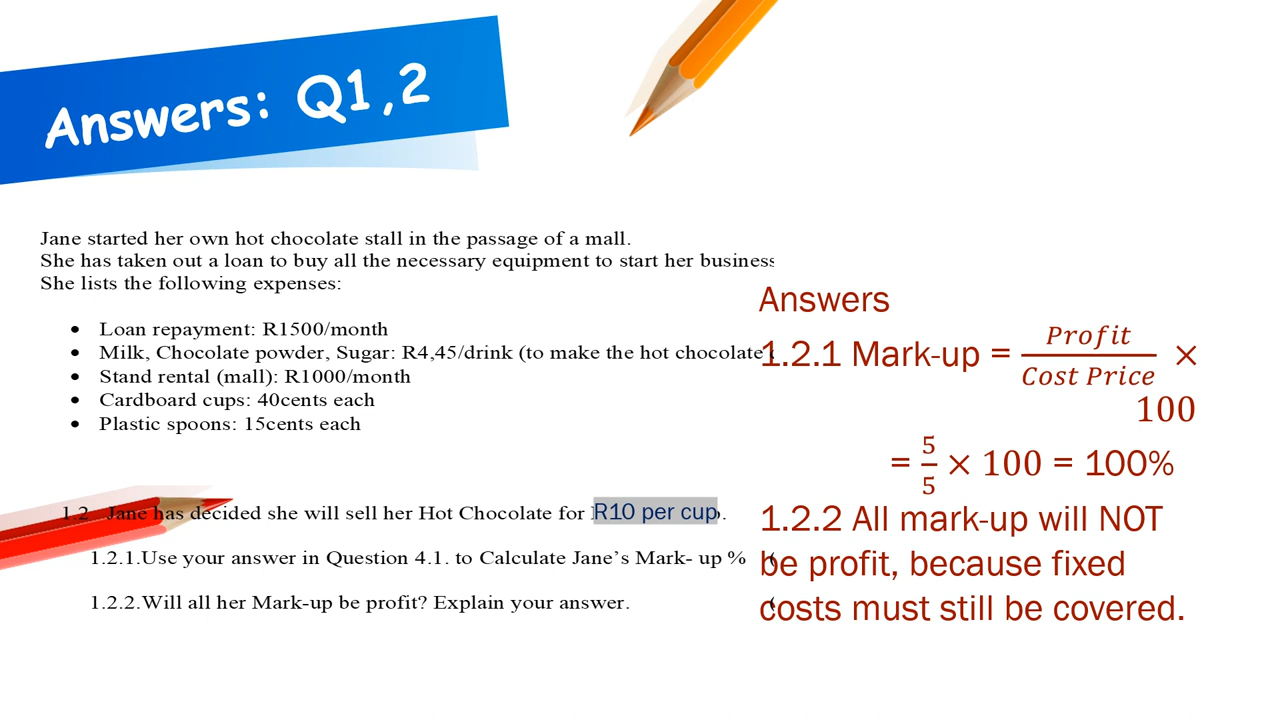 Answers: Q1,2
Jane started her own hot chocolate stall in the passage of a mall.
She has taken out a loan to buy all the necessary equipment to start her business
She lists the following expenses:
• Loan repayment: R1500/month
• Milk, Chocolate powder, Sugar: R4,45/drink (to make the hot chocolate
• Stand rental (mall): R1000/month
• Cardboard cups: 40cents each
• Plastic spoons: 15cents each
1.2 Jane has decided she will sell her Hot Chocolate for R10 per cup.
1.2.1.Use your answer in Question 4.1. to Calculate Jane's Mark- up %
1.2.2.Will all her Mark-up be profit? Explain your answer.
Answers
1.2.1 Mark-up = Profit/Cost Price ×
100
= 5/5 × 100 = 100%
1.2.2 All mark-up will NOT
be profit, because fixed
costs must still be covered.